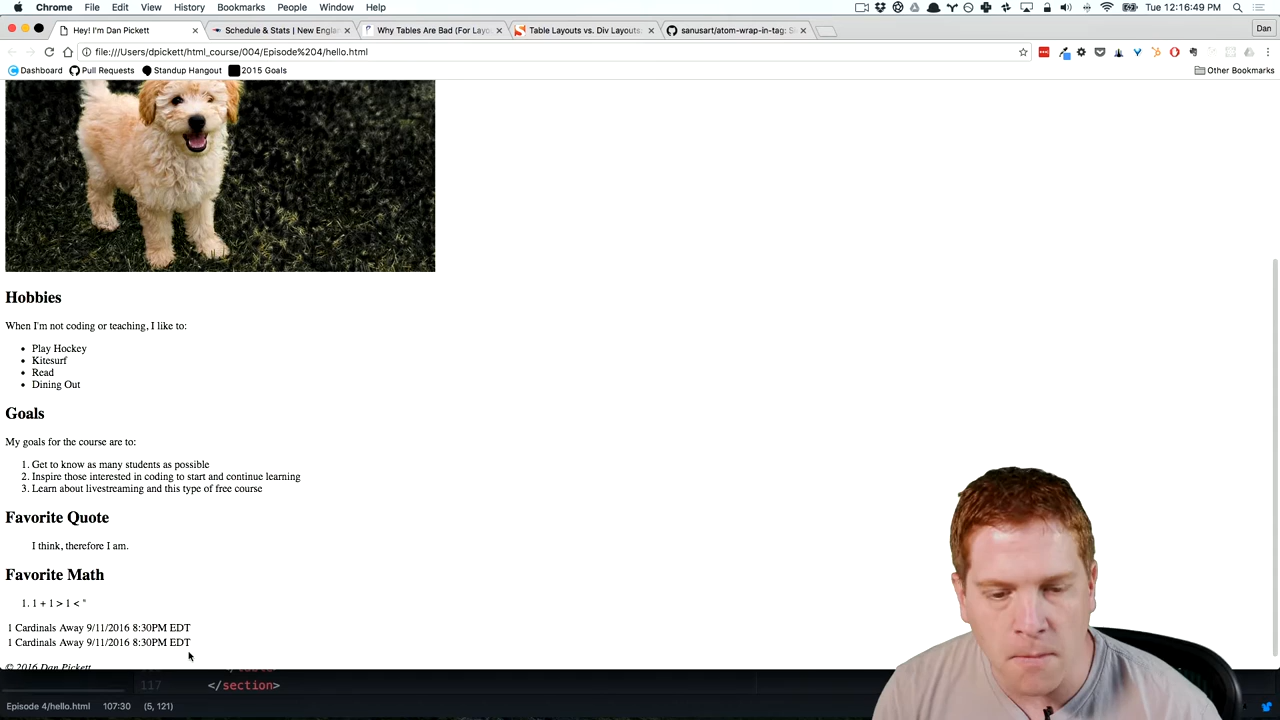 Chrome File Edit View History Bookmarks People Window Help Tue 12:16:49 PM
Hey! I'm Dan Pickett Schedule & Stats | New Engla Why Tables Are Bad (For Layou Table Layouts vs. Div Layouts. sanusart/atom-wrap-in-tag: Dan
file:///Users/dpickett/html_course/004/Episode%204/hello.html
Dashboard Pull Requests Standup Hangout 2015 Goals Other Bookmarks
Hobbies
When I'm not coding or teaching, I like to:
• Play Hockey
• Kitesurf
• Read
• Dining Out
Goals
My goals for the course are to:
1. Get to know as many students as possible
2. Inspire those interested in coding to start and continue learning
3. Learn about livestreaming and this type of free course
Favorite Quote
I think, therefore I am.
Favorite Math
1. 1 + 1 > 1 < "
1 Cardinals Away 9/11/2016 8:30PM EDT
1 Cardinals Away 9/11/2016 8:30PM EDT
© 2016 Dan Pickett
117 </section>
Episode 4/hello.html 107:30 (5, 121)